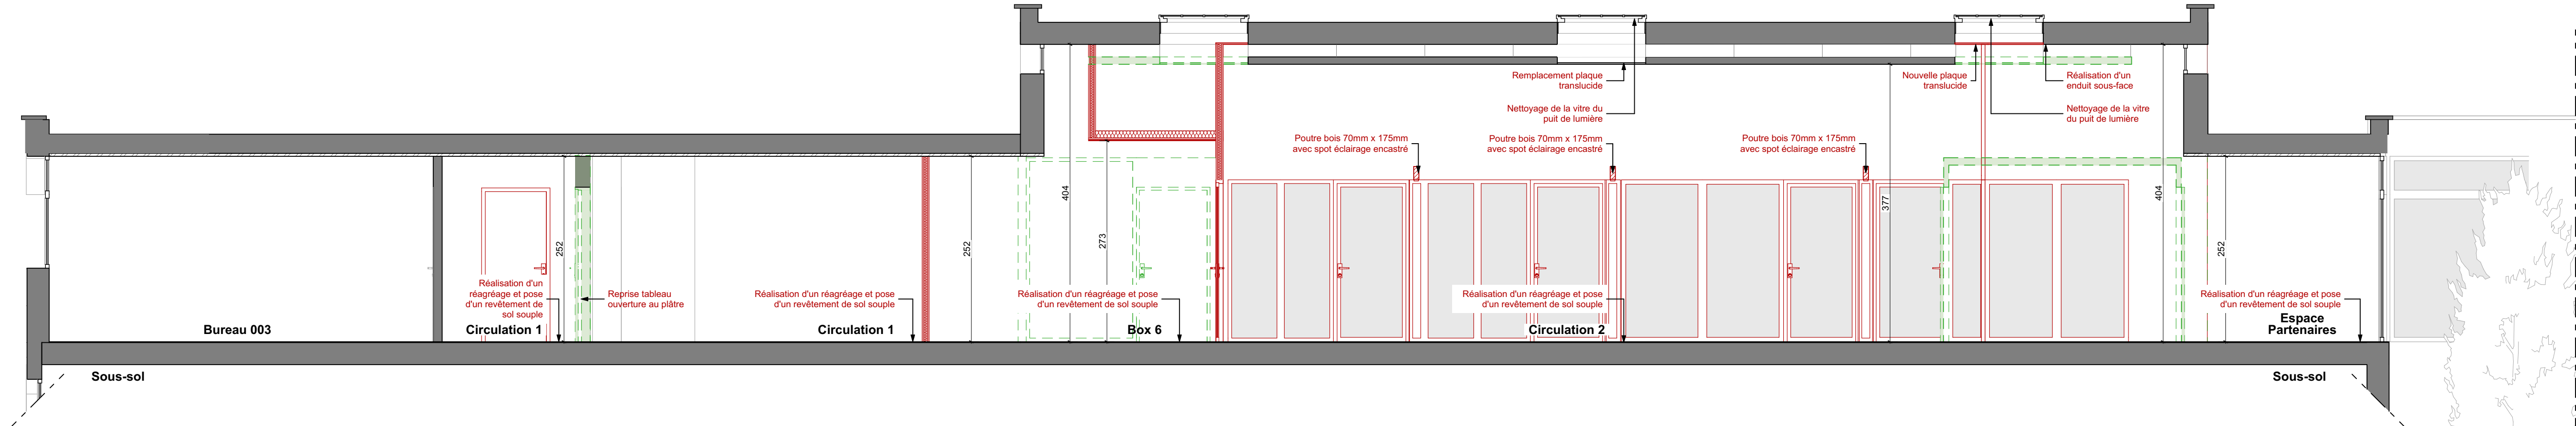 Remplacement plaque
translucide
Nouvelle plaque
translucide
Réalisation d'un
enduit sous-face
Nettoyage de la vitre du
puit de lumière
Nettoyage de la vitre
du puit de lumière
Poutre bois 70mm x 175mm
avec spot éclairage encastré
Poutre bois 70mm x 175mm
avec spot éclairage encastré
Poutre bois 70mm x 175mm
avec spot éclairage encastré
252
252
404
273
377
404
252
Réalisation d'un
réagréage et pose
d'un revêtement de
sol souple
Reprise tableau
ouverture au plâtre
Réalisation d'un réagréage et pose
d'un revêtement de sol souple
Réalisation d'un réagréage et pose
d'un revêtement de sol souple
Réalisation d'un réagréage et pose
d'un revêtement de sol souple
Réalisation d'un réagréage et pose
d'un revêtement de sol souple
Bureau 003
Circulation 1
Circulation 1
Box 6
Circulation 2
Espace
Partenaires
Sous-sol
Sous-sol